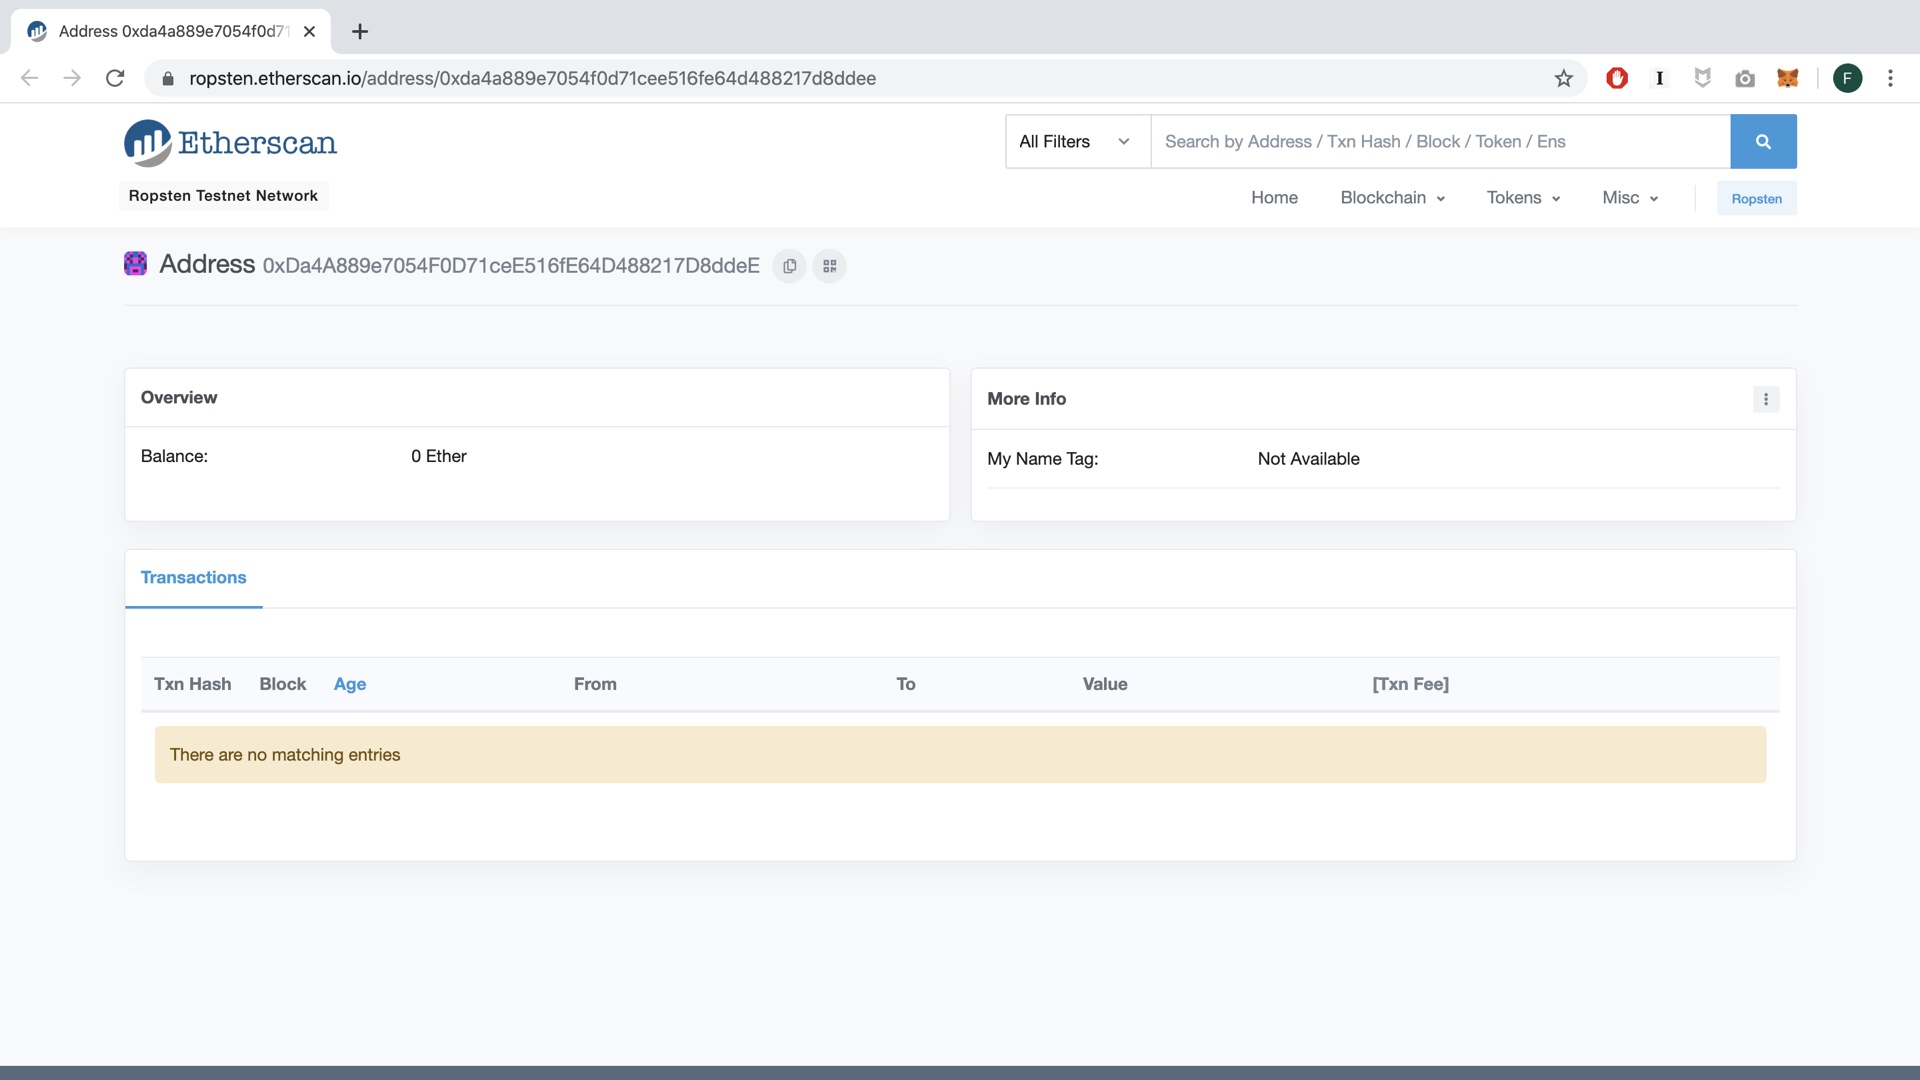 Address 0xda4a889e7054f0d71
ropsten.etherscan.io/address/0xda4a889e7054f0d71cee516fe64d488217d8ddee
I
F
Etherscan
All Filters
Search by Address / Txn Hash / Block / Token / Ens
Ropsten Testnet Network
Home Blockchain Tokens Misc Ropsten
Address 0xDa4A889e7054F0D71ceE516fE64D488217D8ddeE
Overview
Balance: 0 Ether
More Info
My Name Tag: Not Available
Transactions
Txn Hash Block Age From To Value [Txn Fee]
There are no matching entries